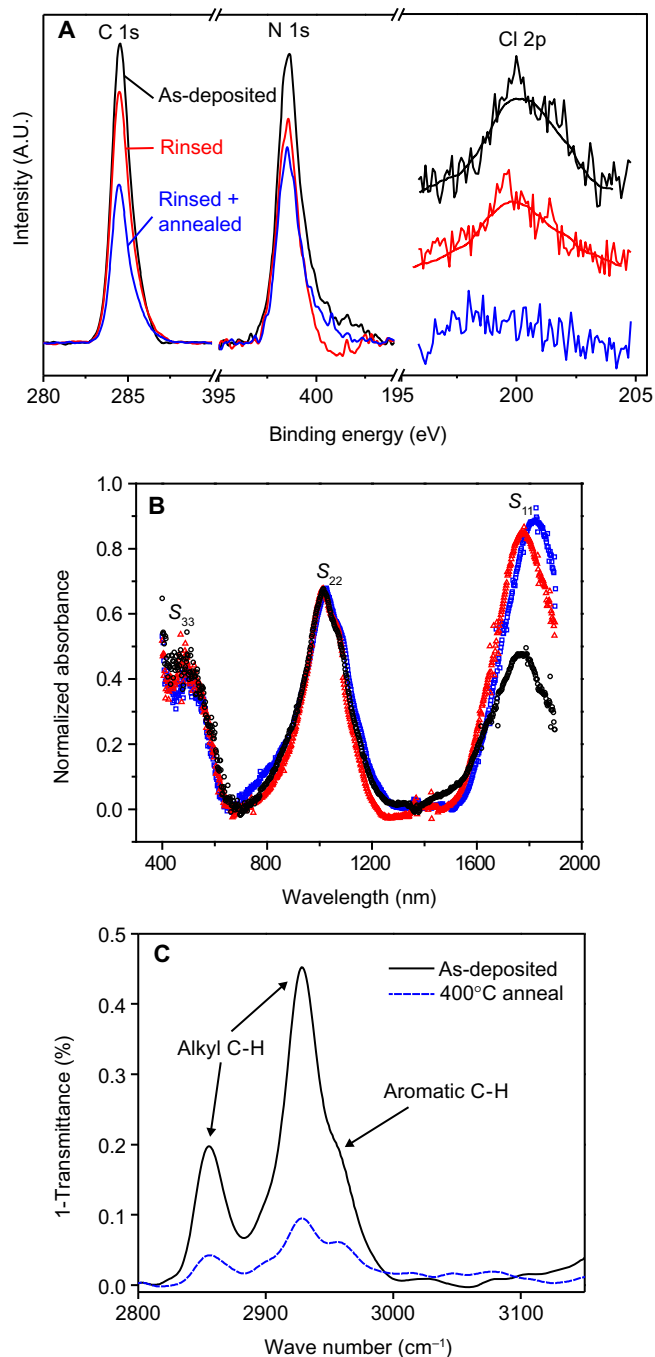 A
C 1s
N 1s
Cl 2p
As-deposited
Rinsed
Rinsed +
annealed
Intensity (A.U.)
280 285 395 400 195 200 205
Binding energy (eV)
B
S33
S22
S11
1.0
0.8
0.6
0.4
0.2
0.0
Normalized absorbance
400 800 1200 1600 2000
Wavelength (nm)
C
As-deposited
400°C anneal
Alkyl C-H
Aromatic C-H
0.5
0.4
0.3
0.2
0.1
0.0
1-Transmittance (%)
2800 2900 3000 3100
Wave number (cm⁻¹)